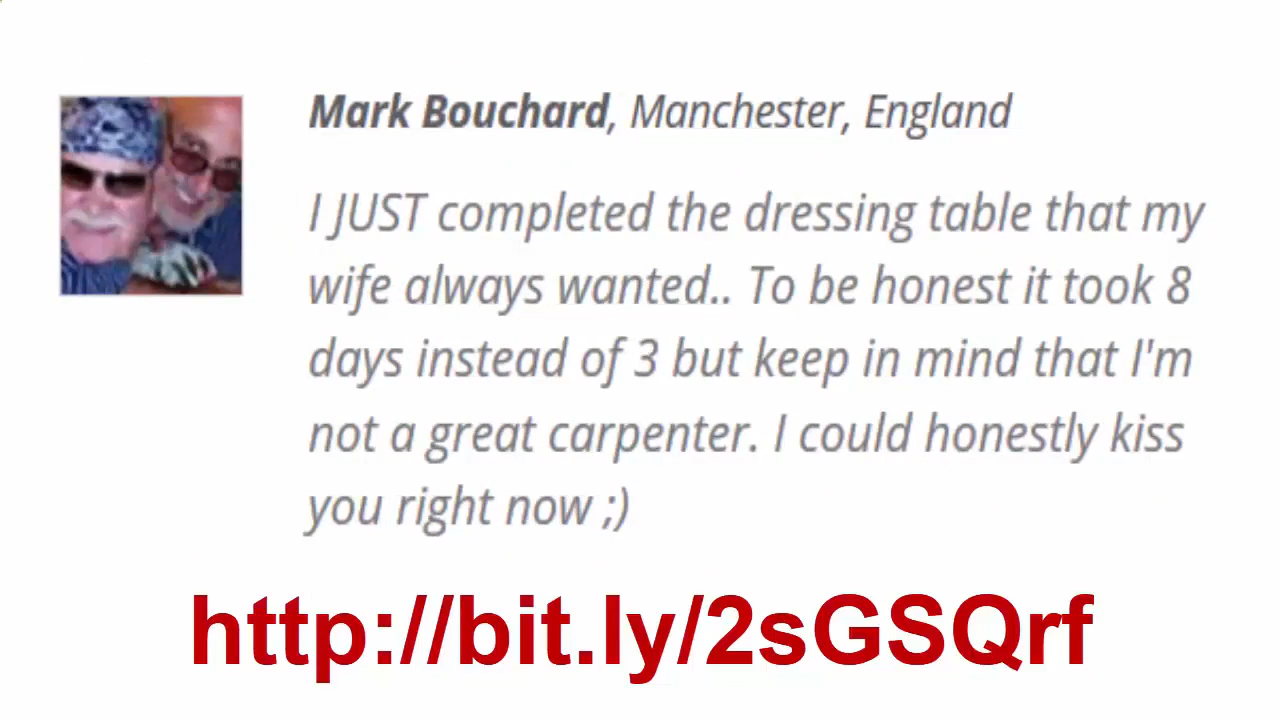 Mark Bouchard, Manchester, England
I JUST completed the dressing table that my
wife always wanted.. To be honest it took 8
days instead of 3 but keep in mind that I'm
not a great carpenter. I could honestly kiss
you right now ;)
http://bit.ly/2sGSQrf